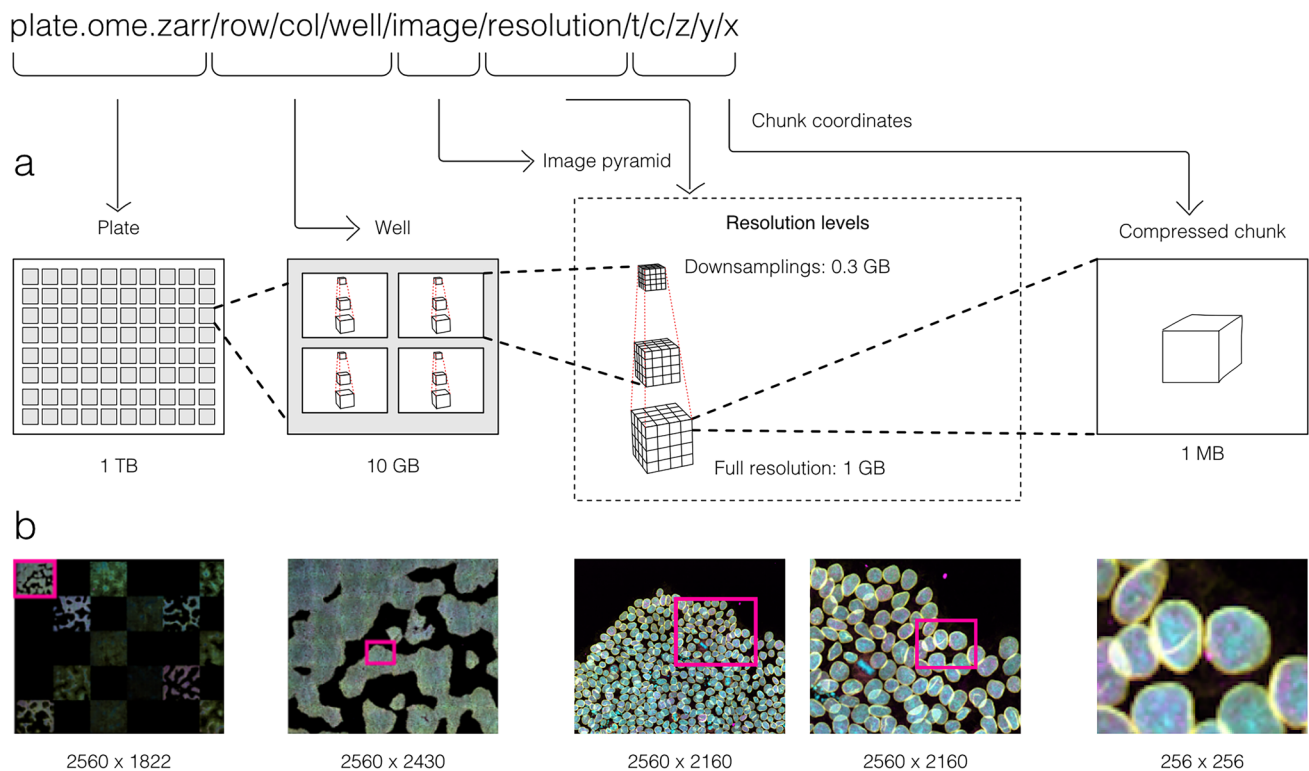 plate.ome.zarr/row/col/well/image/resolution/t/c/z/y/x
Chunk coordinates
a
Image pyramid
Plate
Well
Resolution levels
Compressed chunk
Downsamplings: 0.3 GB
Full resolution: 1 GB
1 TB
10 GB
1 MB
b
2560 x 1822
2560 x 2430
2560 x 2160
2560 x 2160
256 x 256